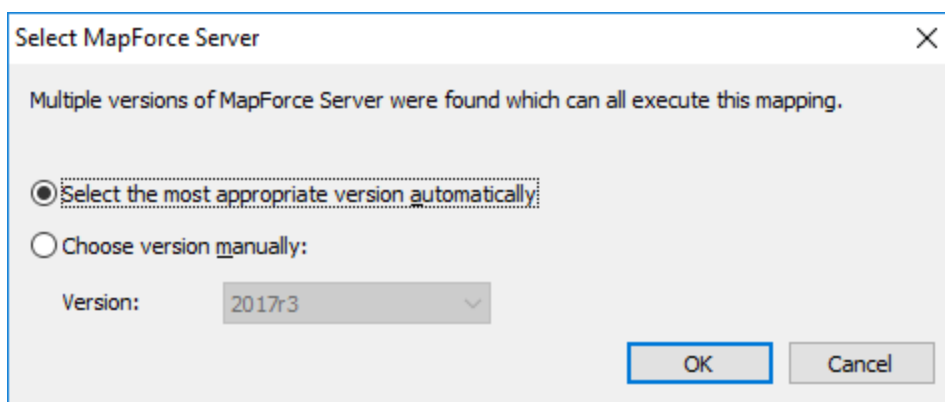 Select MapForce Server
Multiple versions of MapForce Server were found which can all execute this mapping.
Select the most appropriate version automatically
Choose version manually:
Version: 2017r3
OK Cancel